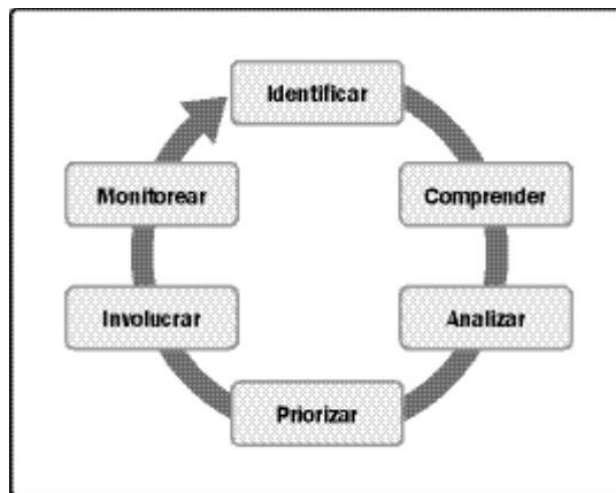 Identificar
Comprender
Analizar
Priorizar
Involucrar
Monitorear